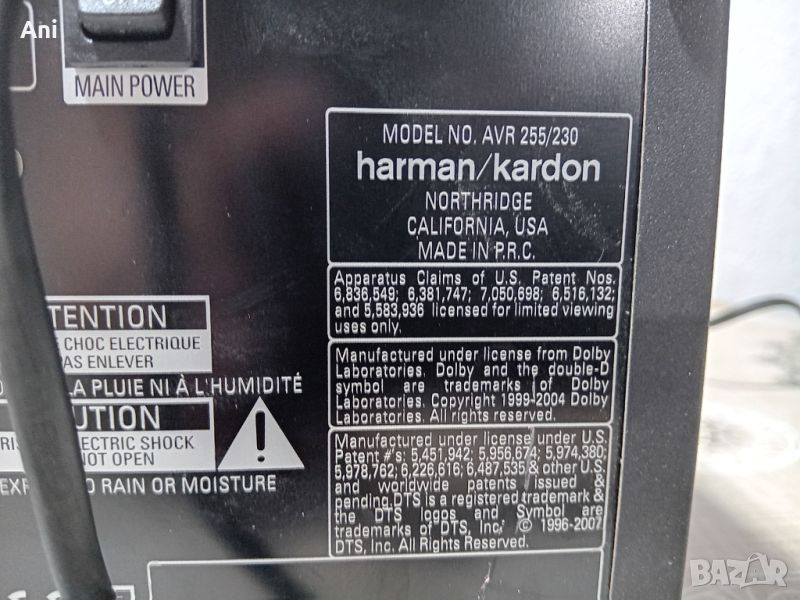 Ani
MAIN POWER
MODEL NO. AVR 255/230
harman/kardon
NORTHRIDGE
CALIFORNIA, USA
MADE IN P.R.C.
Apparatus Claims of U.S. Patent Nos.
6,836,549; 6,381,747; 7,050,698; 6,516,132;
and 5,583,936 licensed for limited viewing
uses only.
Manufactured under license from Dolby
Laboratories. Dolby and the double-D
symbol are trademarks of Dolby
Laboratories. Copyright 1999-2004 Dolby
Laboratories. All rights reserved.
Manufactured under license under U.S.
Patent #'s: 5,451,942; 5,956,674; 5,974,380;
5,978,762; 6,226,616; 6,487,535 & other U.S.
and worldwide patents issued &
pending. DTS is a registered trademark &
the DTS logos and Symbol are
trademarks of DTS, Inc. © 1996-2007
DTS, Inc. All Rights Reserved.
TENTION
CHOC ELECTRIQUE
PAS ENLEVER
LA PLUIE NI À L'HUMIDITÉ
UTION
ECTRIC SHOCK
NOT OPEN
!
O RAIN OR MOISTURE
BAZAR